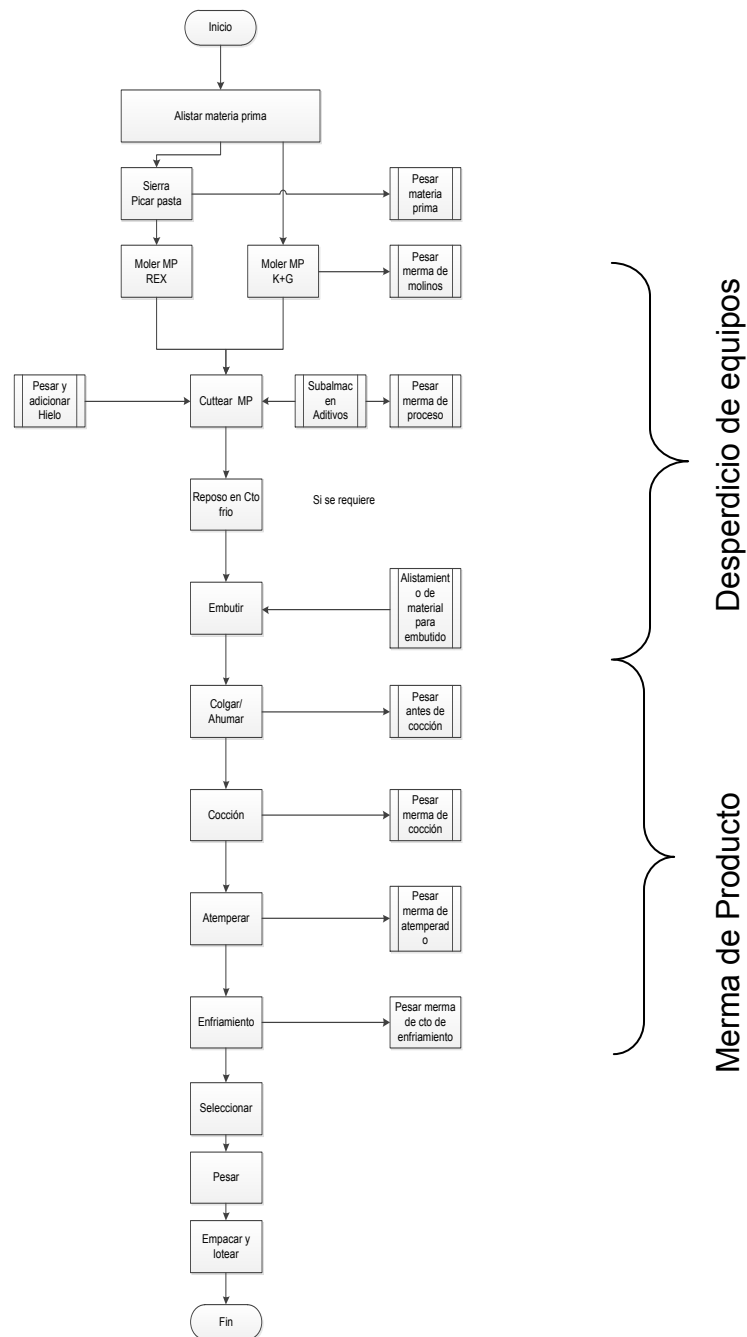 Inicio
Alistar materia prima
Sierra
Picar pasta
Pesar
materia
prima
Moler MP
REX
Moler MP
K+G
Pesar
merma de
molinos
Pesar y
adicionar
Hielo
Cuttear MP
Subalmac
en
Aditivos
Pesar
merma de
proceso
Reposo en Cto
frio
Si se requiere
Embutir
Alistamient
o de
material
para
embutido
Colgar/
Ahumar
Pesar
antes de
cocción
Cocción
Pesar
merma de
cocción
Atemperar
Pesar
merma de
atemperad
o
Enfriamiento
Pesar merma
de cto de
enfriamiento
Seleccionar
Pesar
Empacar y
lotear
Fin
Desperdicio de equipos
Merma de Producto